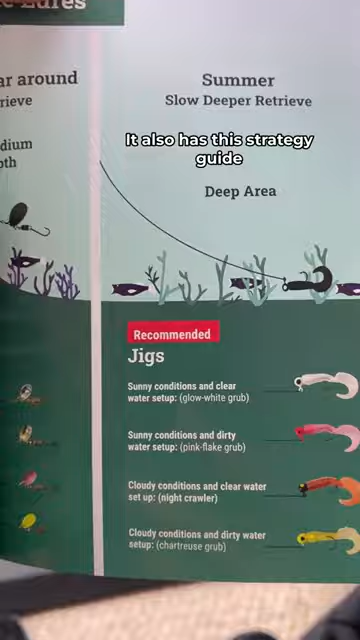 Lures
ar around
rieve
dium
pth
Summer
Slow Deeper Retrieve
It also has this strategy
guide
Deep Area
Recommended
Jigs
Sunny conditions and clear
water setup: (glow-white grub)
Sunny conditions and dirty
water setup: (pink-flake grub)
Cloudy conditions and clear water
set up: (night crawler)
Cloudy conditions and dirty water
setup: (chartreuse grub)